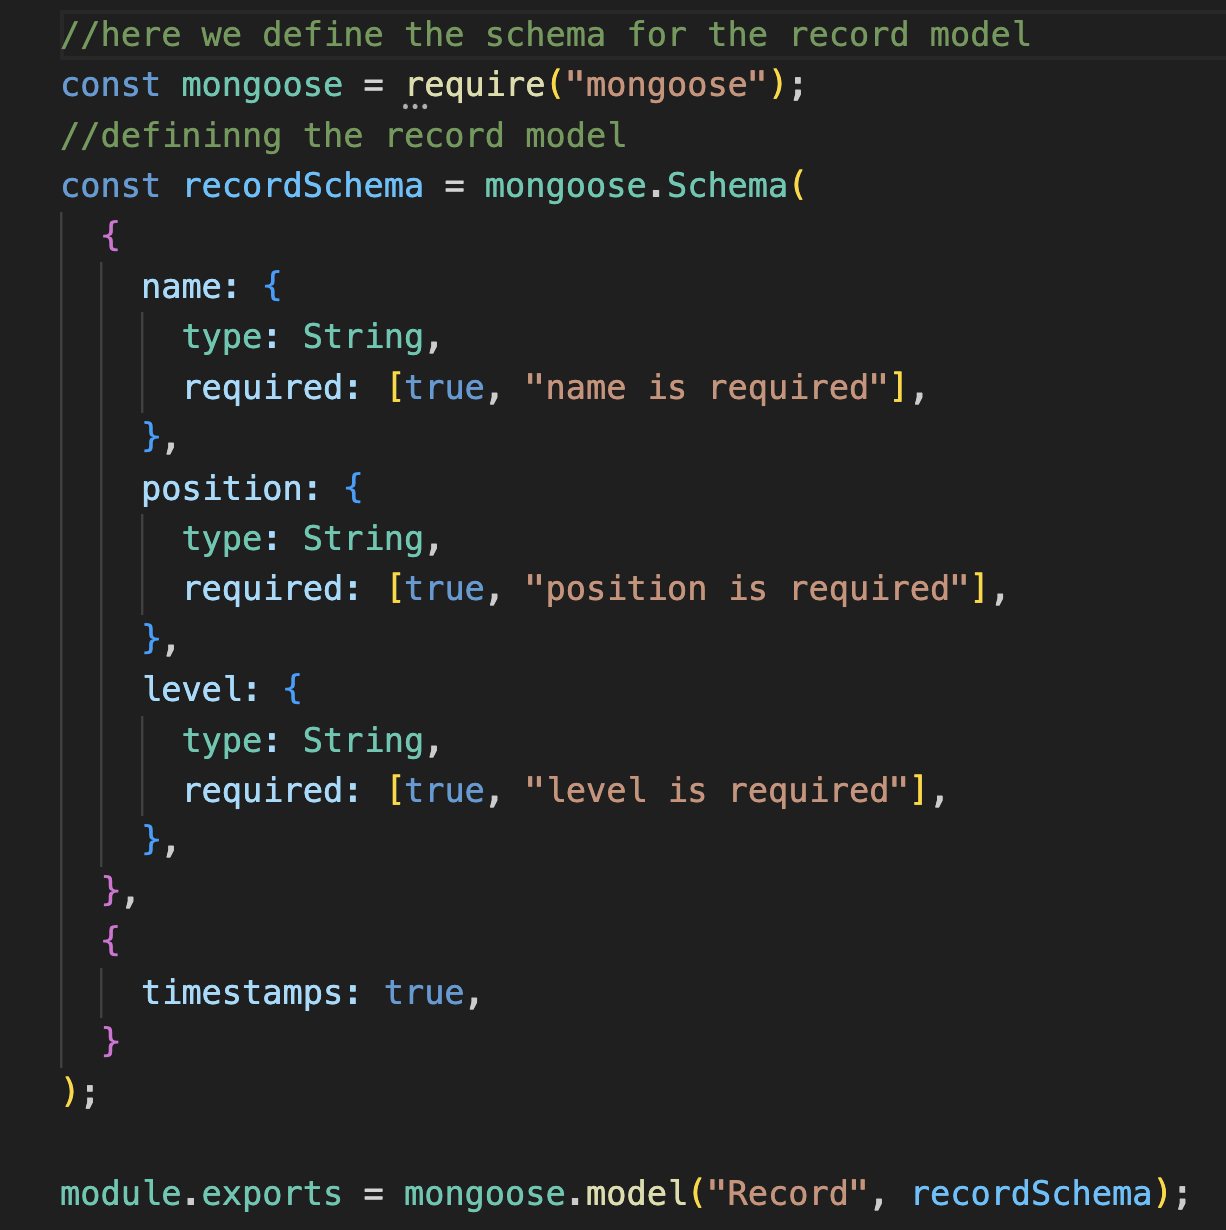 //here we define the schema for the record model
const mongoose = require("mongoose");
//defininng the record model
const recordSchema = mongoose.Schema(
  {
    name: {
      type: String,
      required: [true, "name is required"],
    },
    position: {
      type: String,
      required: [true, "position is required"],
    },
    level: {
      type: String,
      required: [true, "level is required"],
    },
  },
  {
    timestamps: true,
  }
);

module.exports = mongoose.model("Record", recordSchema);